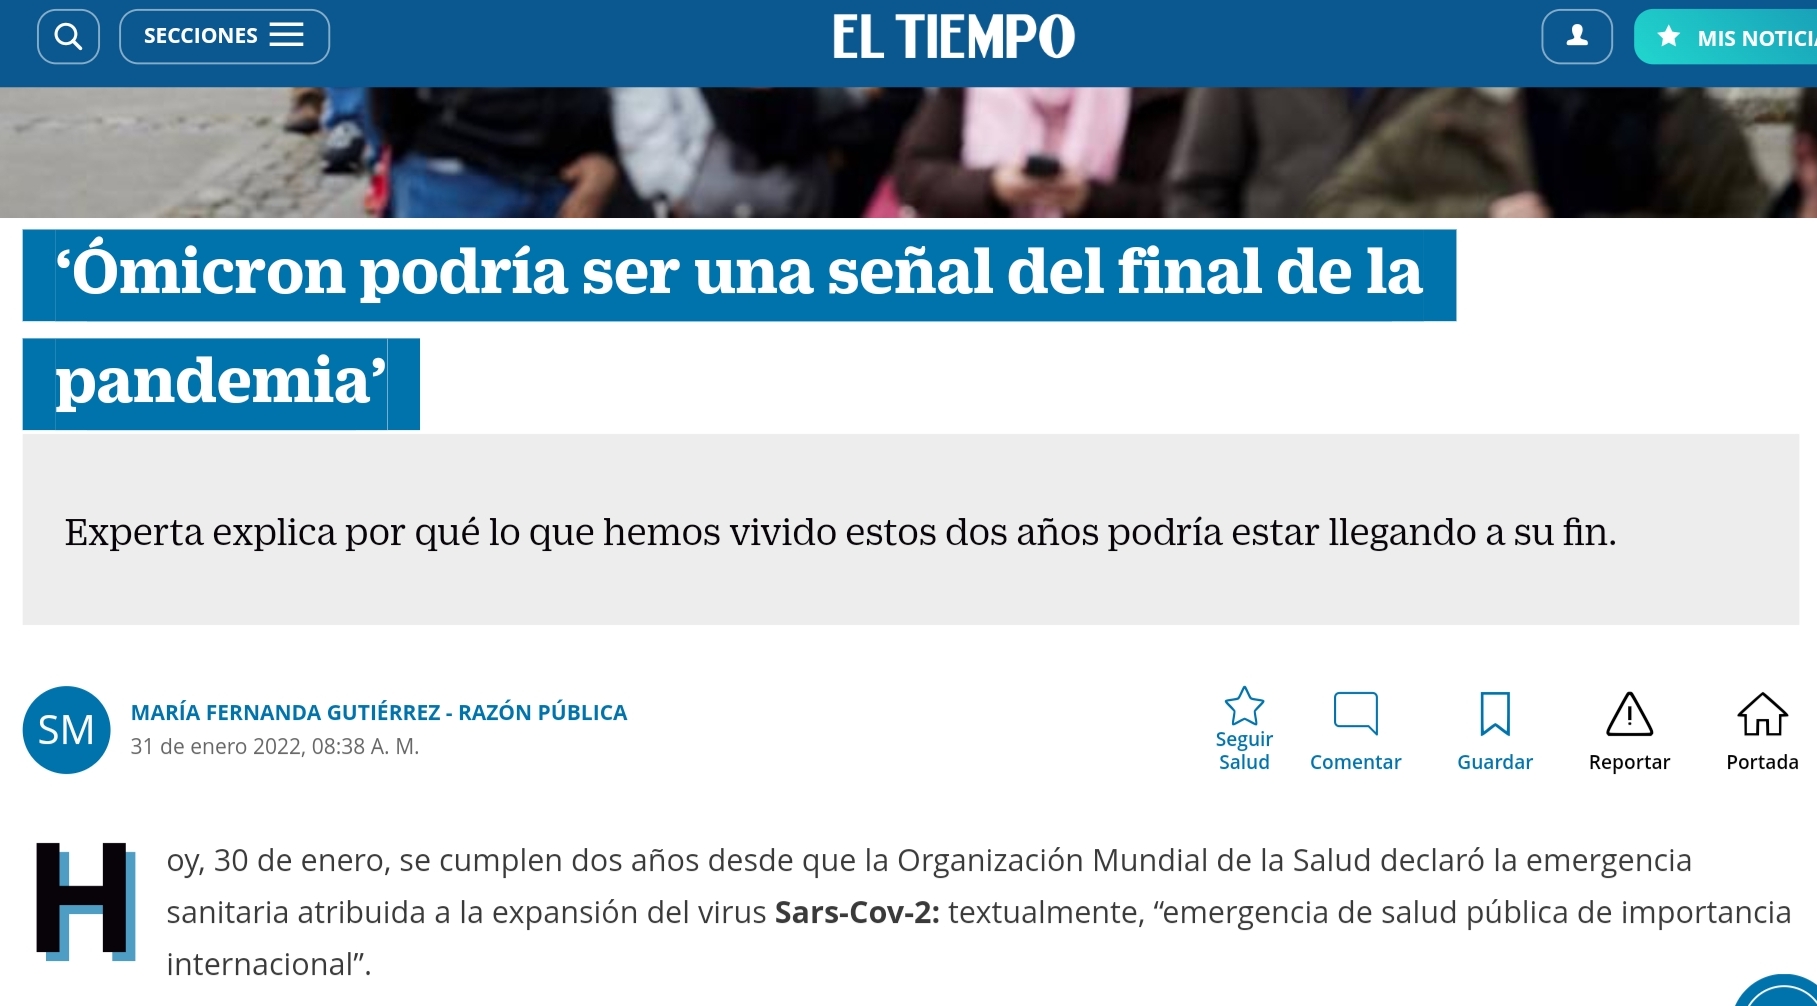 SECCIONES
EL TIEMPO
MIS
‘Ómicron podría ser una señal del final de la
pandemia’
Experta explica por qué lo que hemos vivido estos dos años podría estar llegando a su fin.
SM
MARÍA FERNANDA GUTIÉRREZ - RAZÓN PÚBLICA
31 de enero 2022, 08:38 A. M.
Seguir
Salud
Comentar
Guardar
Reportar
Portada
Hoy, 30 de enero, se cumplen dos años desde que la Organización Mundial de la Salud declaró la emergencia
sanitaria atribuida a la expansión del virus Sars-Cov-2: textualmente, “emergencia de salud pública de importancia
internacional”.